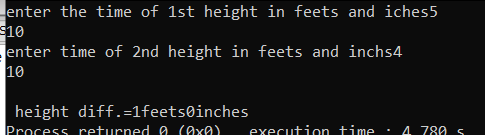 enter the time of 1st height in feets and iches5
10
enter time of 2nd height in feets and inchs4
10
height diff.=1feets0inches
Process returned 0 (0x0) execution time : 4.780 s